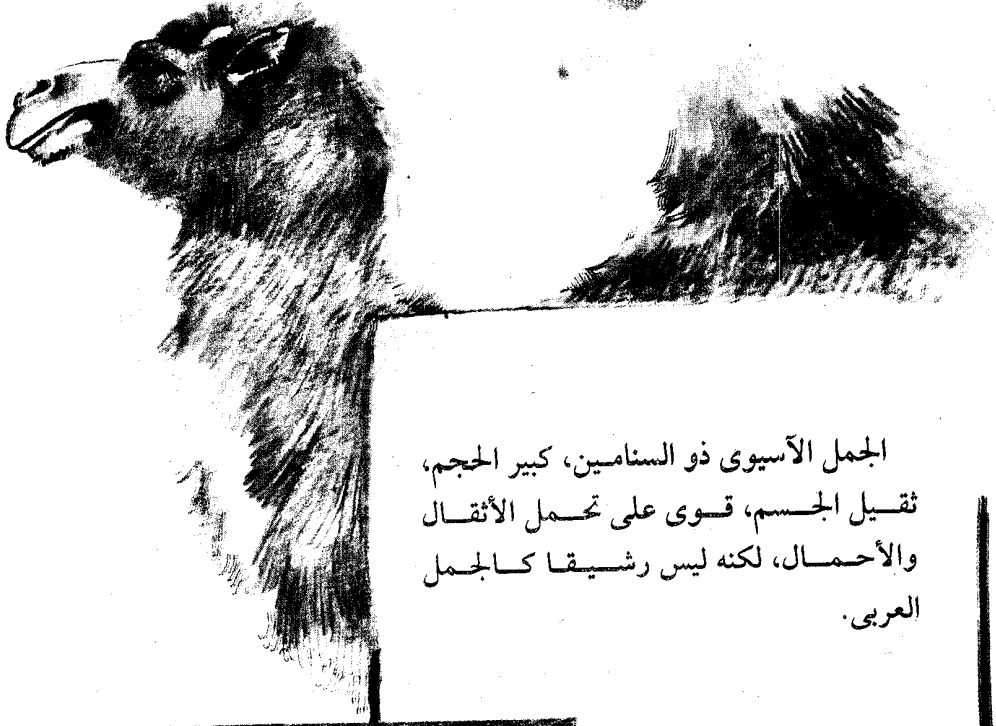 الجمل الآسيوى ذو السنامين، كبير الحجم،
ثقيل الجسم، قوى على تحمل الأثقال
والأحمال، لكنه ليس رشيقا كالجمل
العربى.